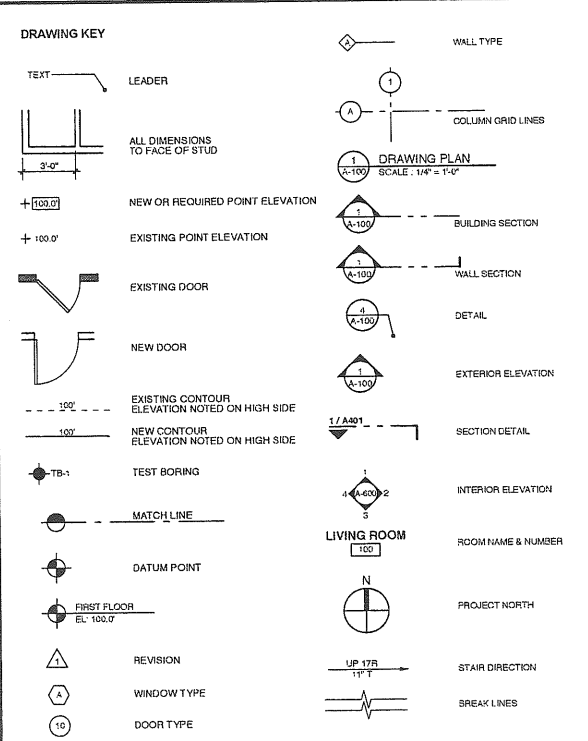 DRAWING KEY
TEXT
LEADER
3'-0"
ALL DIMENSIONS
TO FACE OF STUD
100.0'
NEW OR REQUIRED POINT ELEVATION
100.0'
EXISTING POINT ELEVATION
EXISTING DOOR
NEW DOOR
100'
EXISTING CONTOUR
ELEVATION NOTED ON HIGH SIDE
100'
NEW CONTOUR
ELEVATION NOTED ON HIGH SIDE
TB-1
TEST BORING
MATCH LINE
DATUM POINT
FIRST FLOOR
EL: 100.0'
1
REVISION
A
WINDOW TYPE
10
DOOR TYPE
A
WALL TYPE
1
A
COLUMN GRID LINES
1
A-100
DRAWING PLAN
SCALE : 1/4" = 1'-0"
1
A-100
BUILDING SECTION
1
A-100
WALL SECTION
4
A-100
DETAIL
1
A-100
EXTERIOR ELEVATION
1 / A401
SECTION DETAIL
1
4 A-600 2
3
INTERIOR ELEVATION
LIVING ROOM
100
ROOM NAME & NUMBER
N
PROJECT NORTH
UP 17R
11" T
STAIR DIRECTION
BREAK LINES